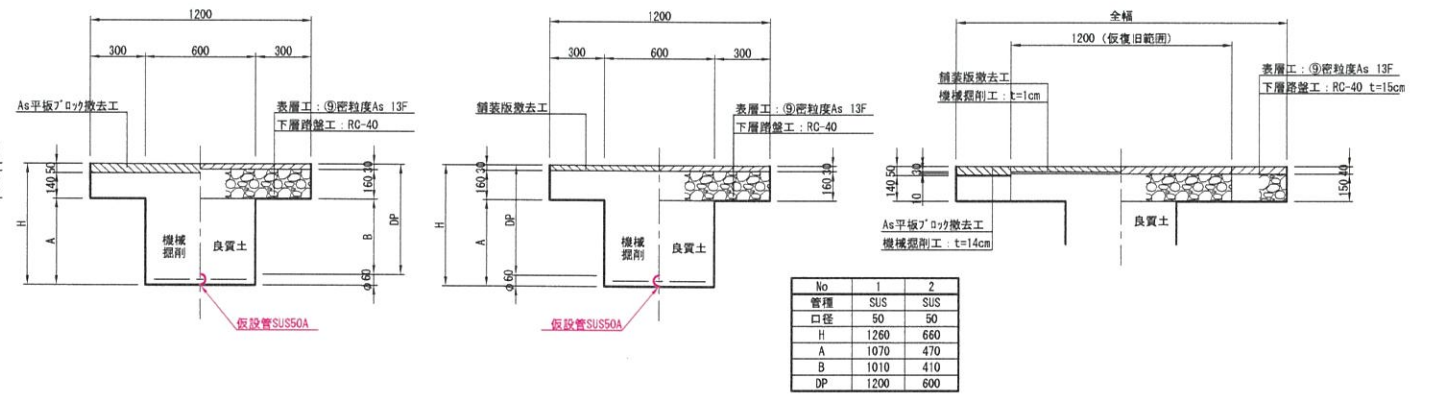 1200
300 600 300
As平板ブロック撤去工
表層工：⑨密粒度As 13F
下層路盤工：RC-40
50
140
30
160
H
A
B
DP
機械
掘削
良質土
φ60
仮設管SUS50A
1200
300 600 300
舗装版撤去工
表層工：⑨密粒度As 13F
下層路盤工：RC-40
30
160
30
160
H
A
DP
機械
掘削
良質土
φ60
仮設管SUS50A
全幅
1200（仮復旧範囲）
舗装版撤去工
機械掘削工：t=1cm
表層工：⑨密粒度As 13F
下層路盤工：RC-40 t=15cm
50
140
30
10
40
150
As平板ブロック撤去工
機械掘削工：t=14cm
良質土
No 1 2
管種 SUS SUS
口径 50 50
H 1260 660
A 1070 470
B 1010 410
DP 1200 600